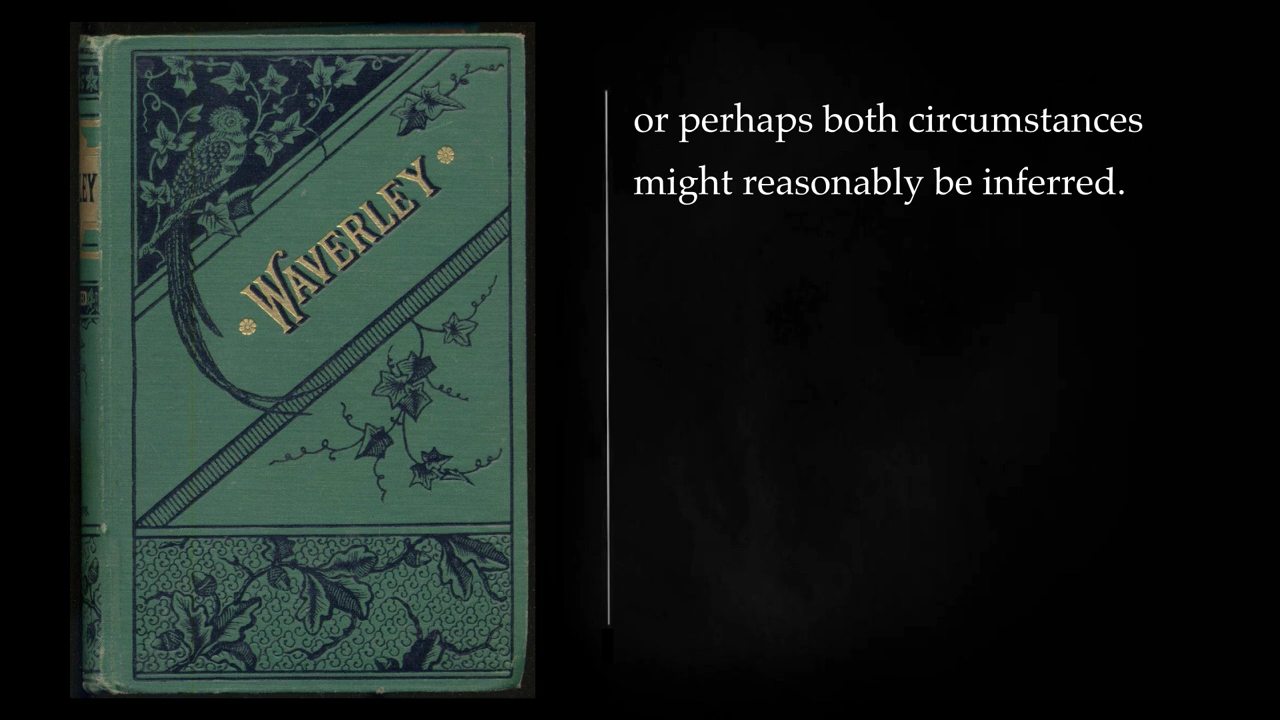 WAVERLEY
or perhaps both circumstances
might reasonably be inferred.